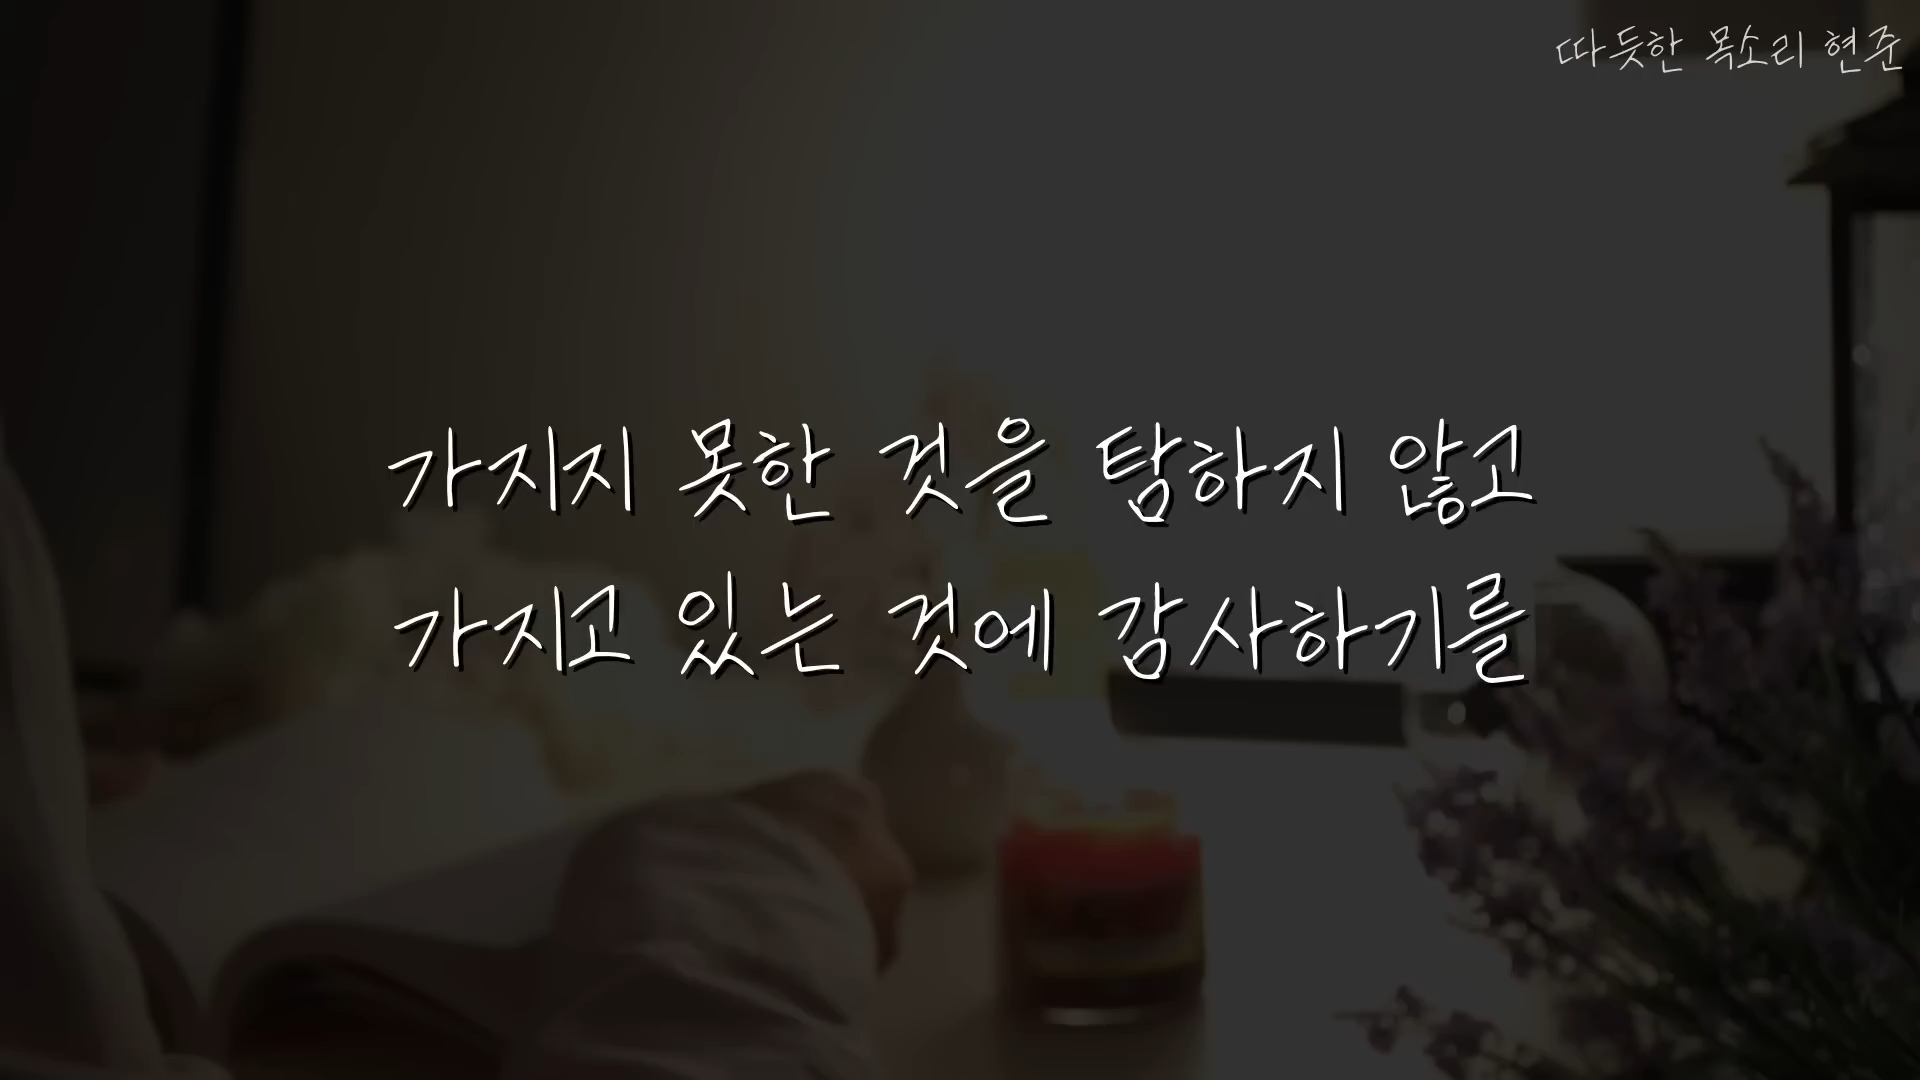 따듯한 목소리 현준
가지지 못한 것을 탐하지 않고
가지고 있는 것에 감사하기를